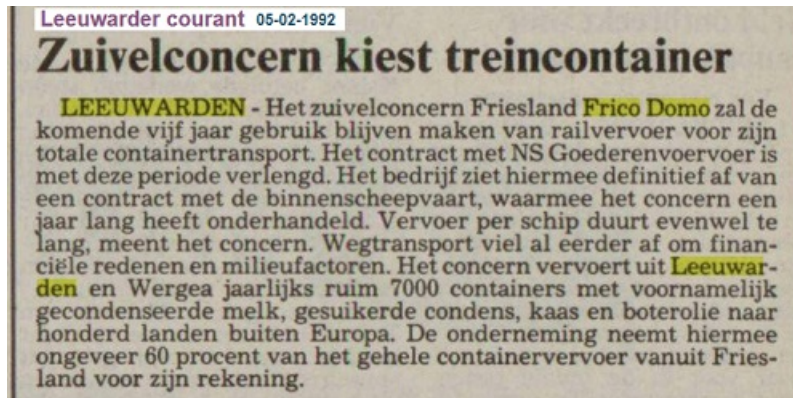 Leeuwarder courant 05-02-1992
Zuivelconcern kiest treincontainer
LEEUWARDEN - Het zuivelconcern Friesland Frico Domo zal de
komende vijf jaar gebruik blijven maken van railvervoer voor zijn
totale containertransport. Het contract met NS Goederenvoervoer is
met deze periode verlengd. Het bedrijf ziet hiermee definitief af van
een contract met de binnenscheepvaart, waarmee het concern een
jaar lang heeft onderhandeld. Vervoer per schip duurt evenwel te
lang, meent het concern. Wegtransport viel al eerder af om finan-
ciële redenen en milieufactoren. Het concern vervoert uit Leeuwar-
den en Wergea jaarlijks ruim 7000 containers met voornamelijk
gecondenseerde melk, gesuikerde condens, kaas en boterolie naar
honderd landen buiten Europa. De onderneming neemt hiermee
ongeveer 60 procent van het gehele containervervoer vanuit Fries-
land voor zijn rekening.